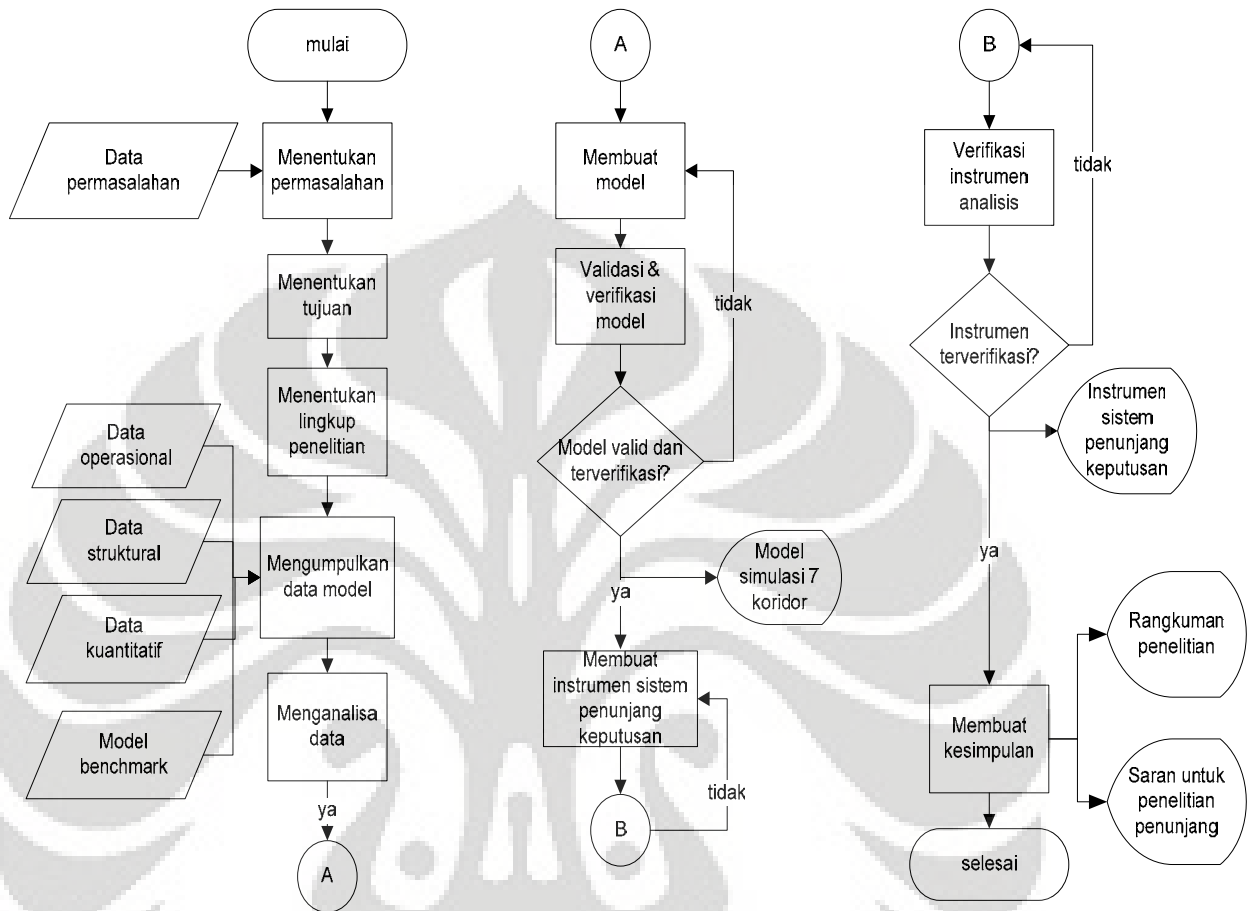 mulai
Data
permasalahan
Menentukan
permasalahan
Menentukan
tujuan
Menentukan
lingkup
penelitian
Data
operasional
Data
struktural
Data
kuantitatif
Model
benchmark
Mengumpulkan
data model
Menganalisa
data
ya
A
A
Membuat
model
Validasi &
verifikasi
model
tidak
Model valid dan
terverifikasi?
ya
Model
simulasi 7
koridor
Membuat
instrumen sistem
penunjang
keputusan
tidak
B
B
Verifikasi
instrumen
analisis
tidak
Instrumen
terverifikasi?
Instrumen
sistem
penunjang
keputusan
ya
Membuat
kesimpulan
Rangkuman
penelitian
Saran untuk
penelitian
penunjang
selesai